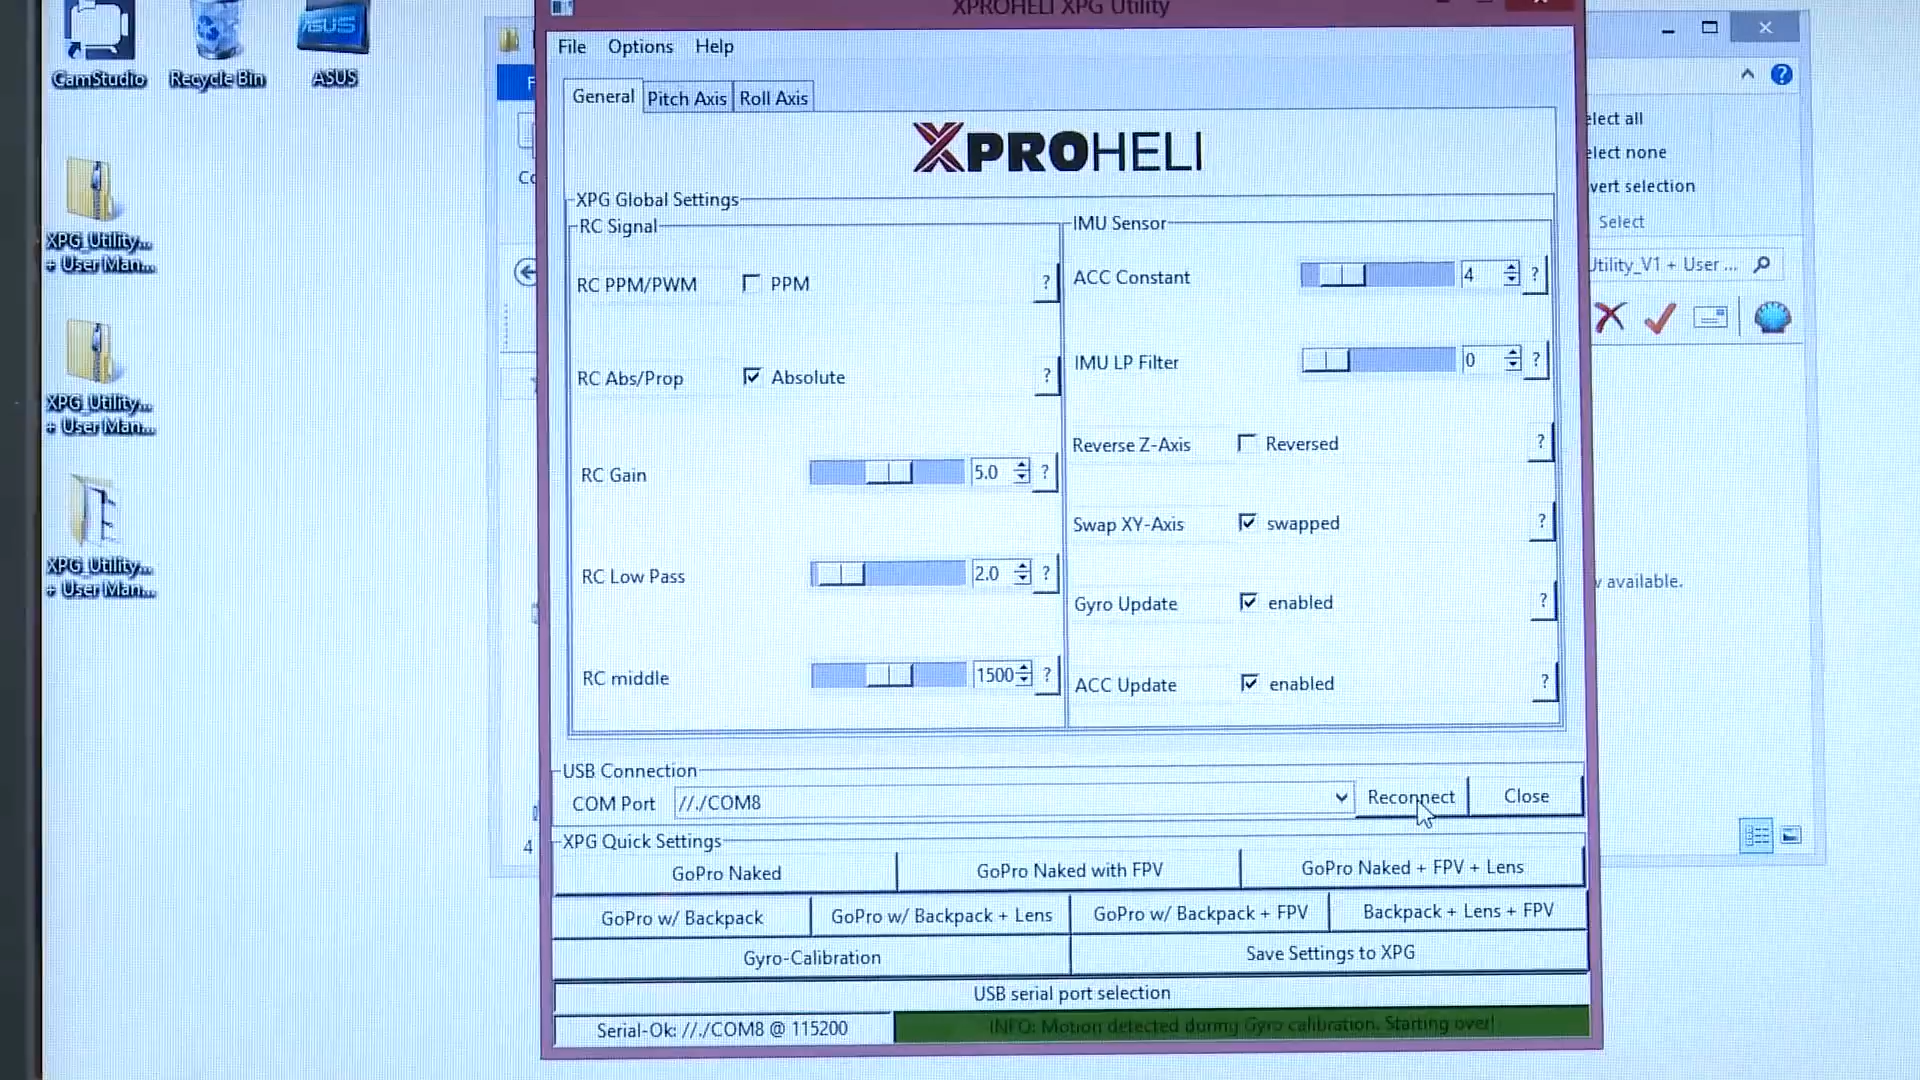 XPROHELI XPG Utility
CamStudio
Recycle Bin
ASUS
File Options Help
General Pitch Axis Roll Axis
XPROHELI
elect all
elect none
vert selection
Select
XPG_Utility...
+ User Man...
XPG_Utility...
+ User Man...
XPG_Utility...
+ User Man...
XPG Global Settings
RC Signal
RC PPM/PWM PPM ?
RC Abs/Prop Absolute ?
RC Gain 5.0 ?
RC Low Pass 2.0 ?
RC middle 1500 ?
IMU Sensor
ACC Constant 4 ?
IMU LP Filter 0 ?
Reverse Z-Axis Reversed ?
Swap XY-Axis swapped ?
Gyro Update enabled ?
ACC Update enabled ?
Utility_V1 + User ...
available.
USB Connection
COM Port //./COM8 Reconnect Close
4
XPG Quick Settings
GoPro Naked GoPro Naked with FPV GoPro Naked + FPV + Lens
GoPro w/ Backpack GoPro w/ Backpack + Lens GoPro w/ Backpack + FPV Backpack + Lens + FPV
Gyro-Calibration Save Settings to XPG
USB serial port selection
Serial-Ok: //./COM8 @ 115200 INFO: Motion detected during Gyro calibration. Starting over!